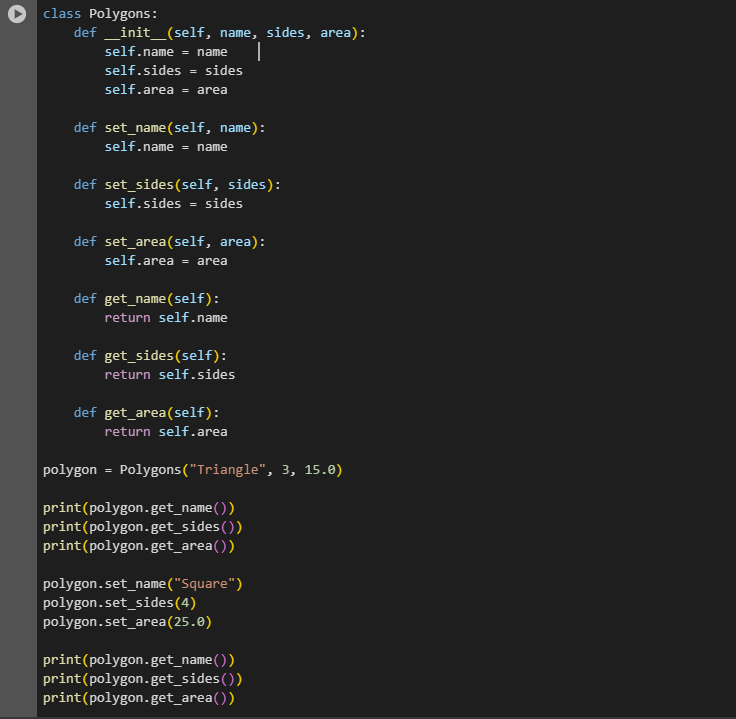 class Polygons:
    def __init__(self, name, sides, area):
        self.name = name
        self.sides = sides
        self.area = area

    def set_name(self, name):
        self.name = name

    def set_sides(self, sides):
        self.sides = sides

    def set_area(self, area):
        self.area = area

    def get_name(self):
        return self.name

    def get_sides(self):
        return self.sides

    def get_area(self):
        return self.area

polygon = Polygons("Triangle", 3, 15.0)

print(polygon.get_name())
print(polygon.get_sides())
print(polygon.get_area())

polygon.set_name("Square")
polygon.set_sides(4)
polygon.set_area(25.0)

print(polygon.get_name())
print(polygon.get_sides())
print(polygon.get_area())